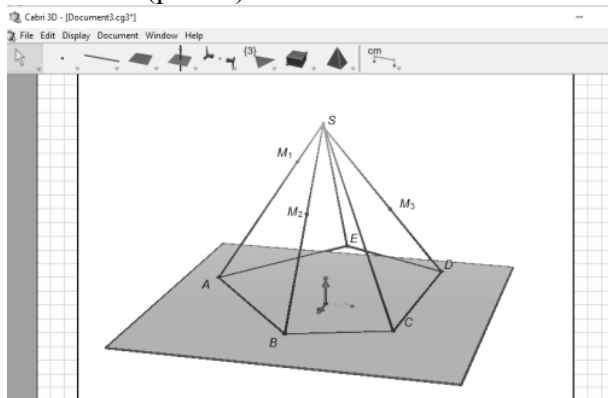 Cabri 3D - [Document3.cg3*]
File Edit Display Document Window Help
{3}
cm
S
M1
M2
M3
E
A
D
B
C